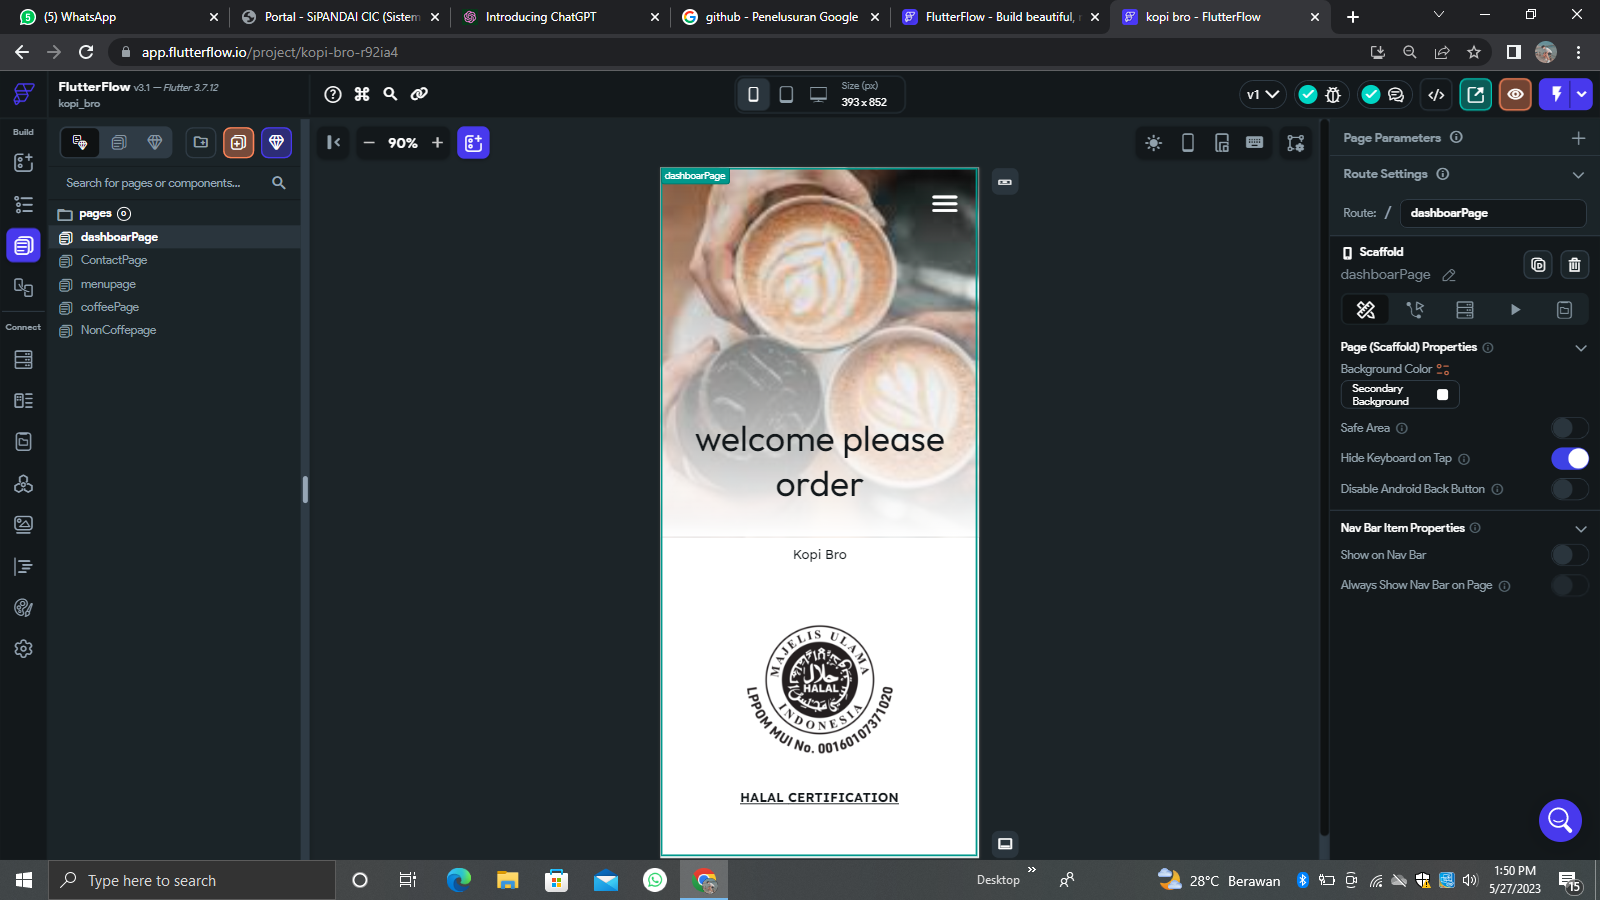 (5) WhatsApp
Portal - SiPANDAI CIC (Sistem
Introducing ChatGPT
github - Penelusuran Google
FlutterFlow - Build beautiful,
kopi bro - FlutterFlow
app.flutterflow.io/project/kopi-bro-r92ia4
FlutterFlow v3.1 — Flutter 3.7.12
kopi_bro
Size (px)
393 x 852
v1
Build
90%
Page Parameters
Search for pages or components...
Route Settings
Route: / dashboarPage
pages 0
dashboarPage
ContactPage
menupage
coffeePage
NonCoffepage
Connect
dashboarPage
welcome please
order
Kopi Bro
MAJELIS ULAMA
حلال
HALAL
INDONESIA
LPPOM MUI No. 00160107371020
HALAL CERTIFICATION
Scaffold
dashboarPage
Page (Scaffold) Properties
Background Color
Secondary
Background
Safe Area
Hide Keyboard on Tap
Disable Android Back Button
Nav Bar Item Properties
Show on Nav Bar
Always Show Nav Bar on Page
Type here to search
Desktop
28°C Berawan
1:50 PM
5/27/2023
15